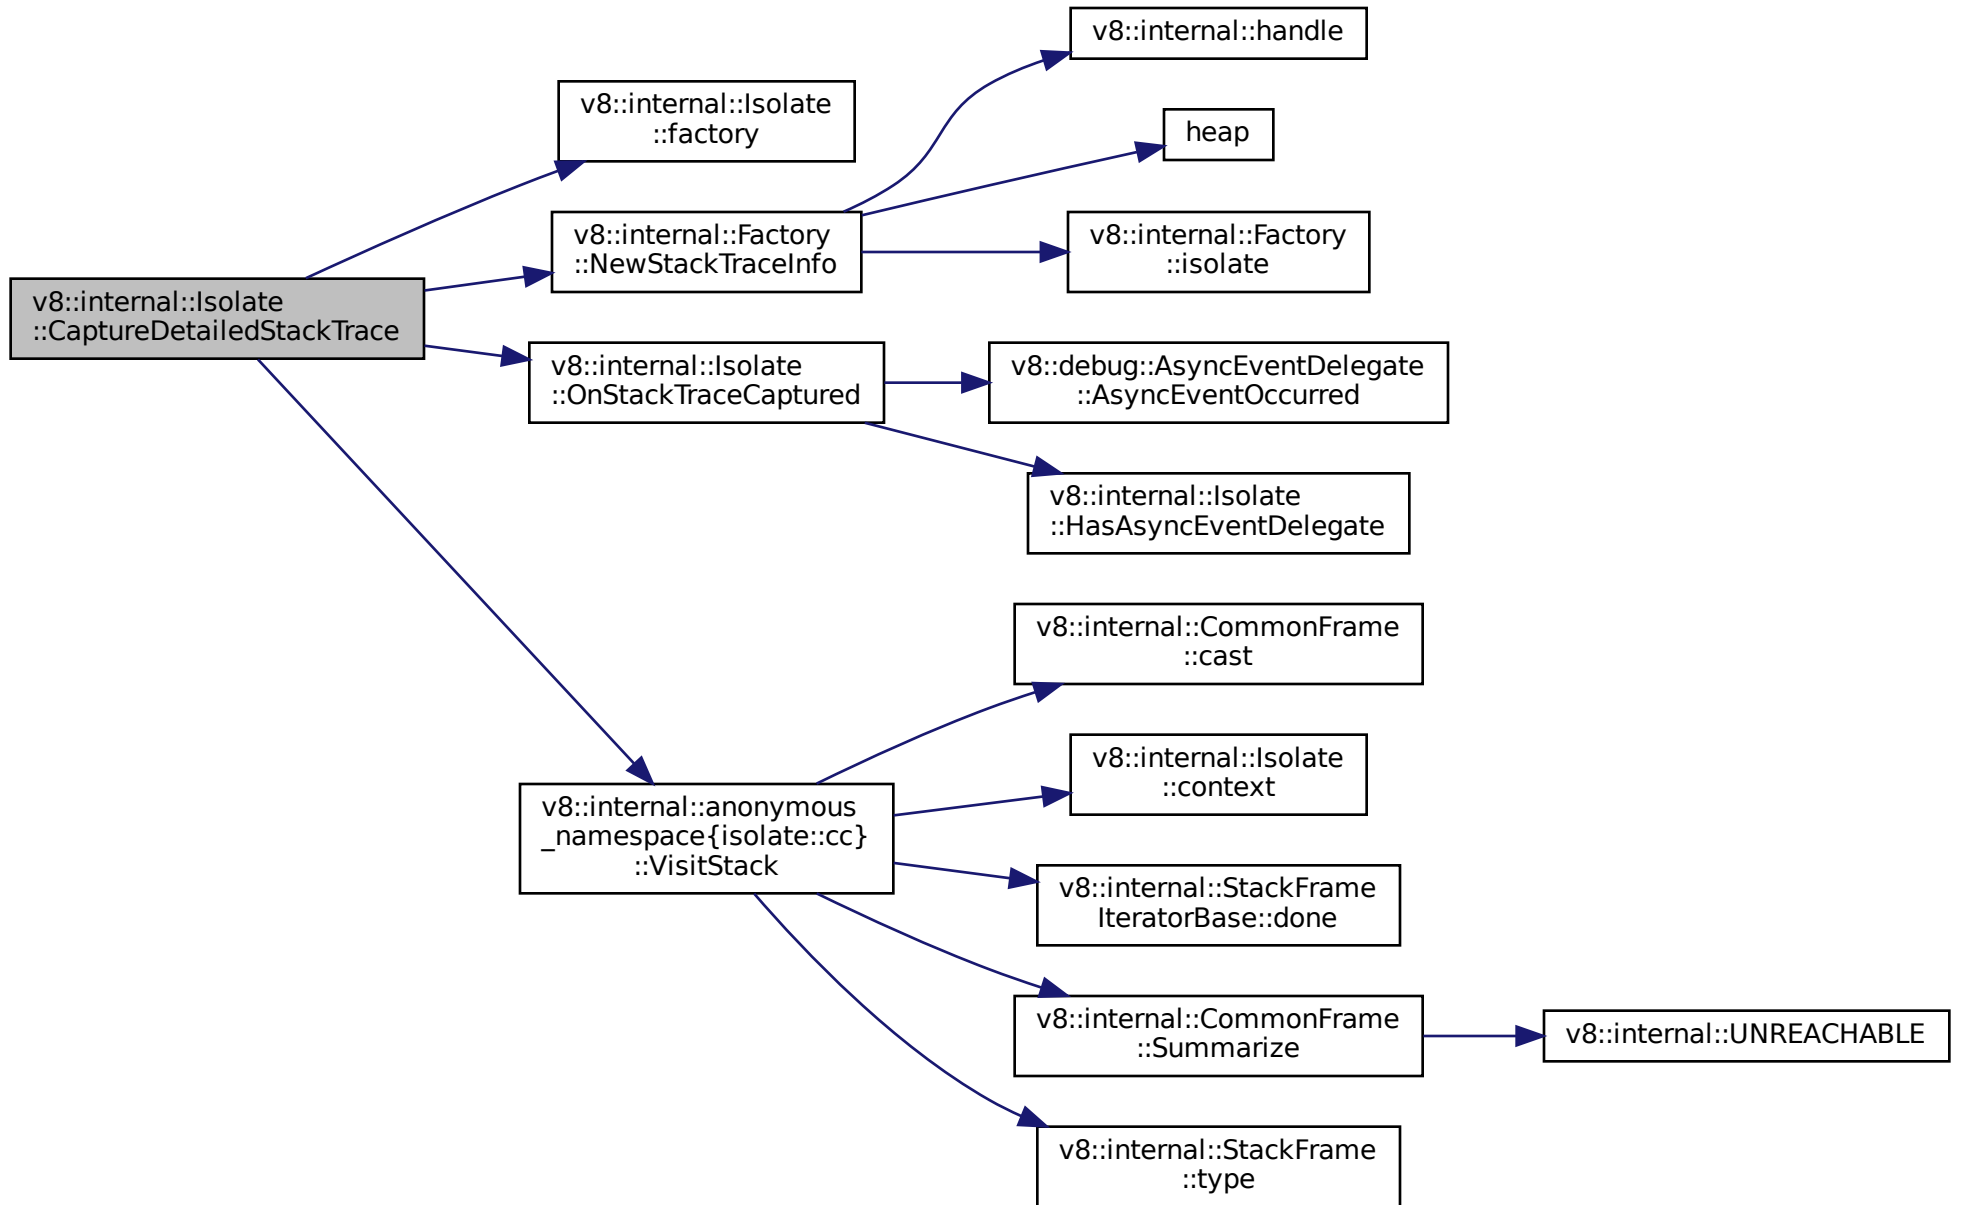 v8::internal::handle
v8::internal::Isolate
::factory
heap
v8::internal::Factory
::NewStackTraceInfo
v8::internal::Factory
::isolate
v8::internal::Isolate
::CaptureDetailedStackTrace
v8::internal::Isolate
::OnStackTraceCaptured
v8::debug::AsyncEventDelegate
::AsyncEventOccurred
v8::internal::Isolate
::HasAsyncEventDelegate
v8::internal::CommonFrame
::cast
v8::internal::Isolate
::context
v8::internal::anonymous
_namespace{isolate::cc}
::VisitStack
v8::internal::StackFrame
IteratorBase::done
v8::internal::CommonFrame
::Summarize
v8::internal::UNREACHABLE
v8::internal::StackFrame
::type